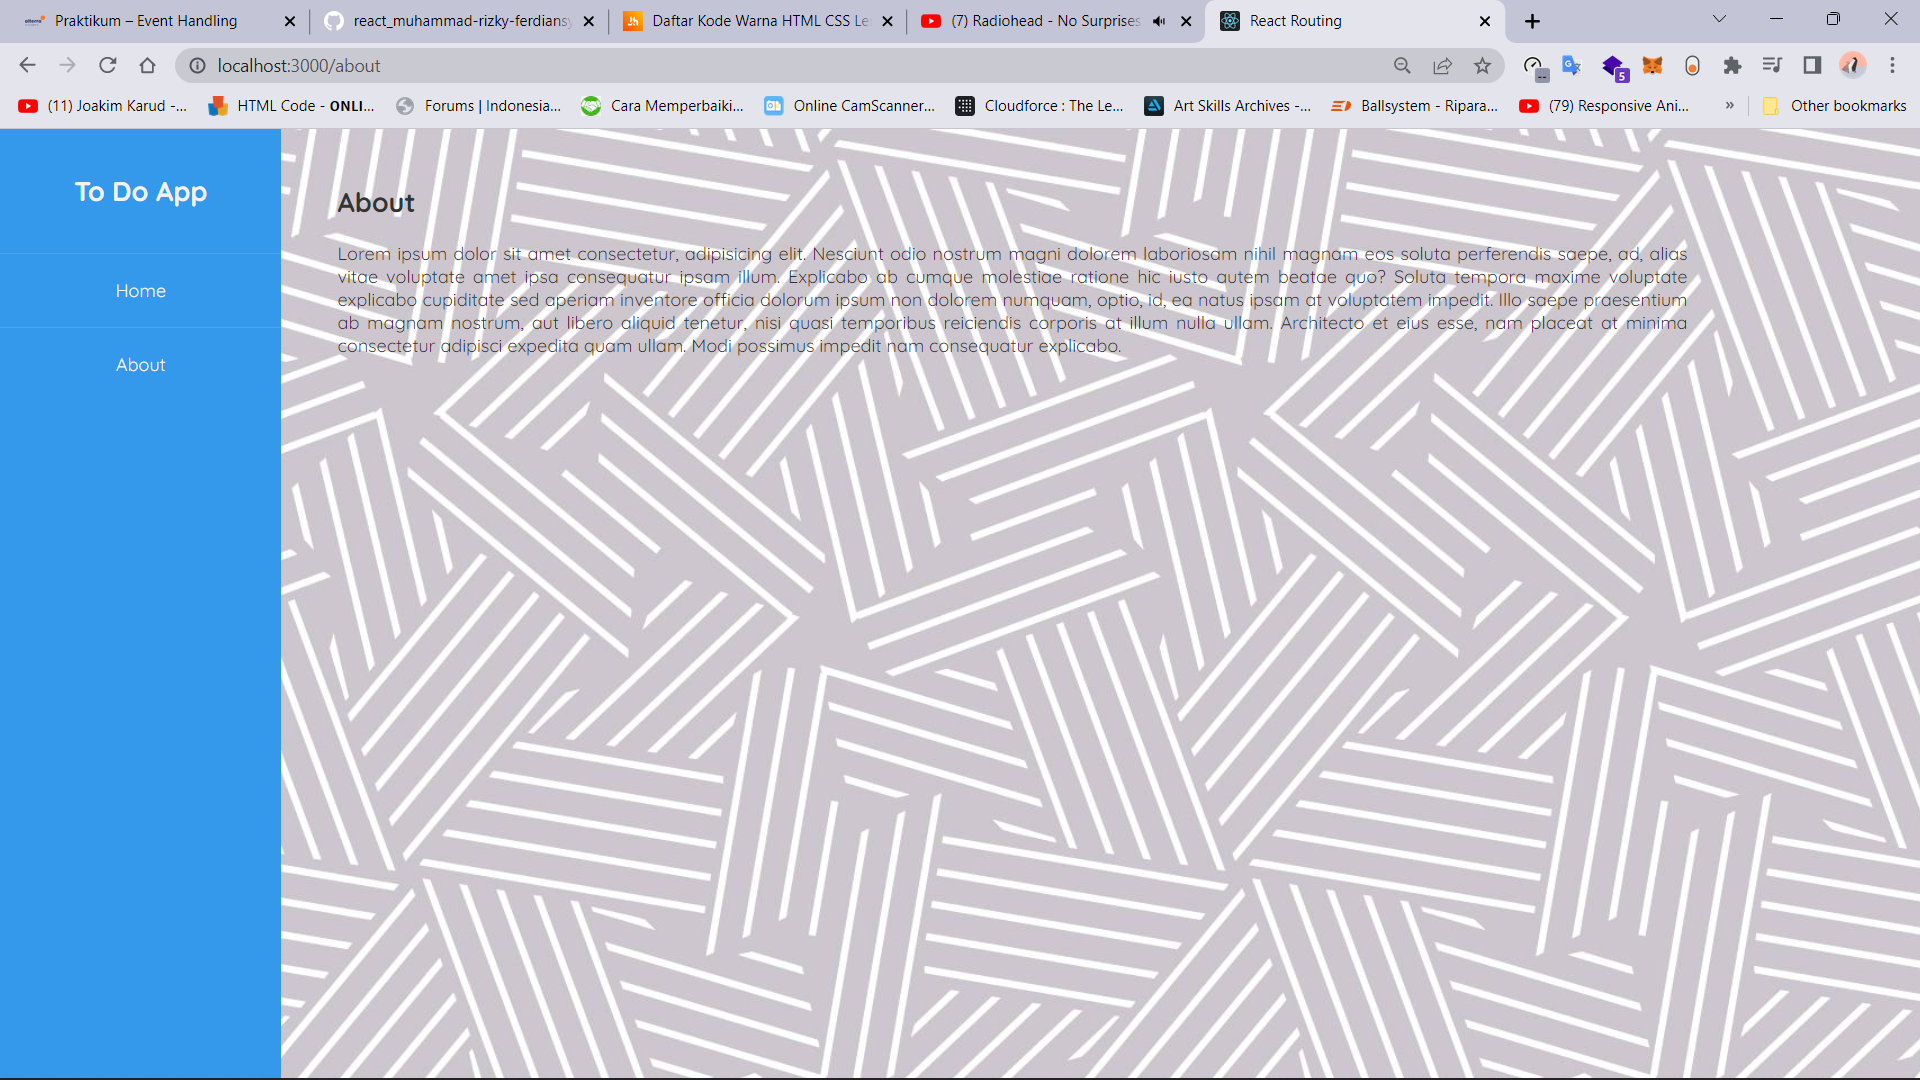 Praktikum – Event Handling
react_muhammad-rizky-ferdians
Daftar Kode Warna HTML CSS Le
(7) Radiohead - No Surprises
React Routing
localhost:3000/about
5
(11) Joakim Karud -...
HTML Code - ONLI...
Forums | Indonesia...
Cara Memperbaiki...
Online CamScanner...
Cloudforce : The Le...
Art Skills Archives -...
Ballsystem - Ripara...
(79) Responsive Ani...
»
Other bookmarks
To Do App
Home
About
About
Lorem ipsum dolor sit amet consectetur, adipisicing elit. Nesciunt odio nostrum magni dolorem laboriosam nihil magnam eos soluta perferendis saepe, ad, alias
vitae voluptate amet ipsa consequatur ipsam illum. Explicabo ab cumque molestiae ratione hic iusto autem beatae quo? Soluta tempora maxime voluptate
explicabo cupiditate sed aperiam inventore officia dolorum ipsum non dolorem numquam, optio, id, ea natus ipsam at voluptatem impedit. Illo saepe praesentium
ab magnam nostrum, aut libero aliquid tenetur, nisi quasi temporibus reiciendis corporis at illum nulla ullam. Architecto et eius esse, nam placeat at minima
consectetur adipisci expedita quam ullam. Modi possimus impedit nam consequatur explicabo.